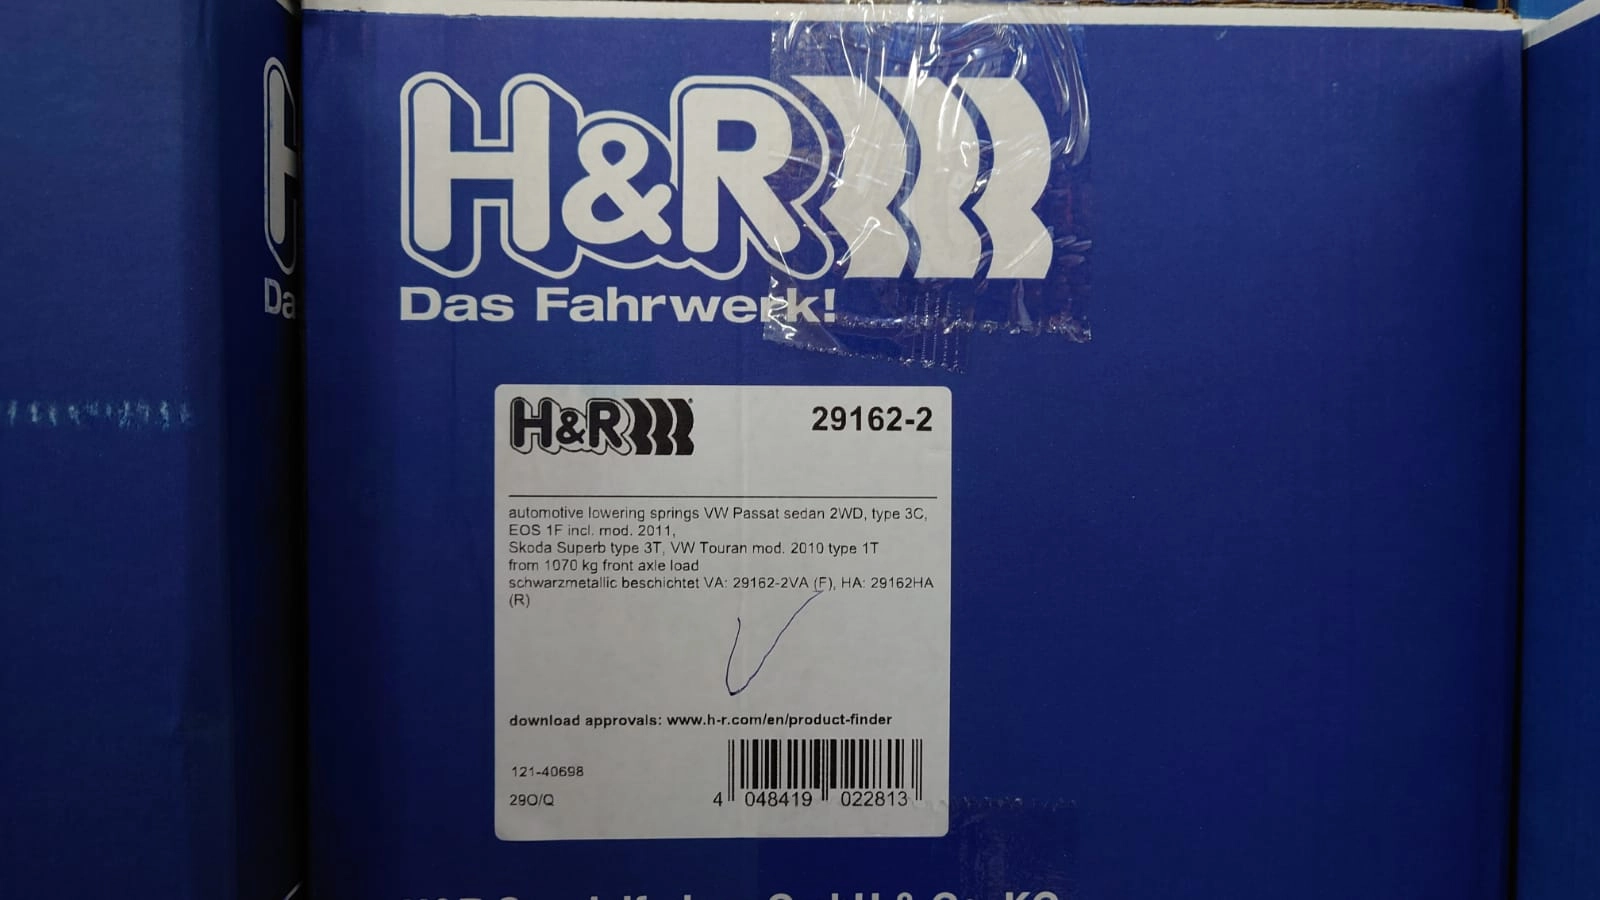 H&R
Das Fahrwerk!
Da
H&R
29162-2
automotive lowering springs VW Passat sedan 2WD, type 3C,
EOS 1F incl. mod. 2011,
Skoda Superb type 3T, VW Touran mod. 2010 type 1T
from 1070 kg front axle load
schwarzmetallic beschichtet VA: 29162-2VA (F), HA: 29162HA
(R)
download approvals: www.h-r.com/en/product-finder
121-40698
29O/Q
4 048419 022813